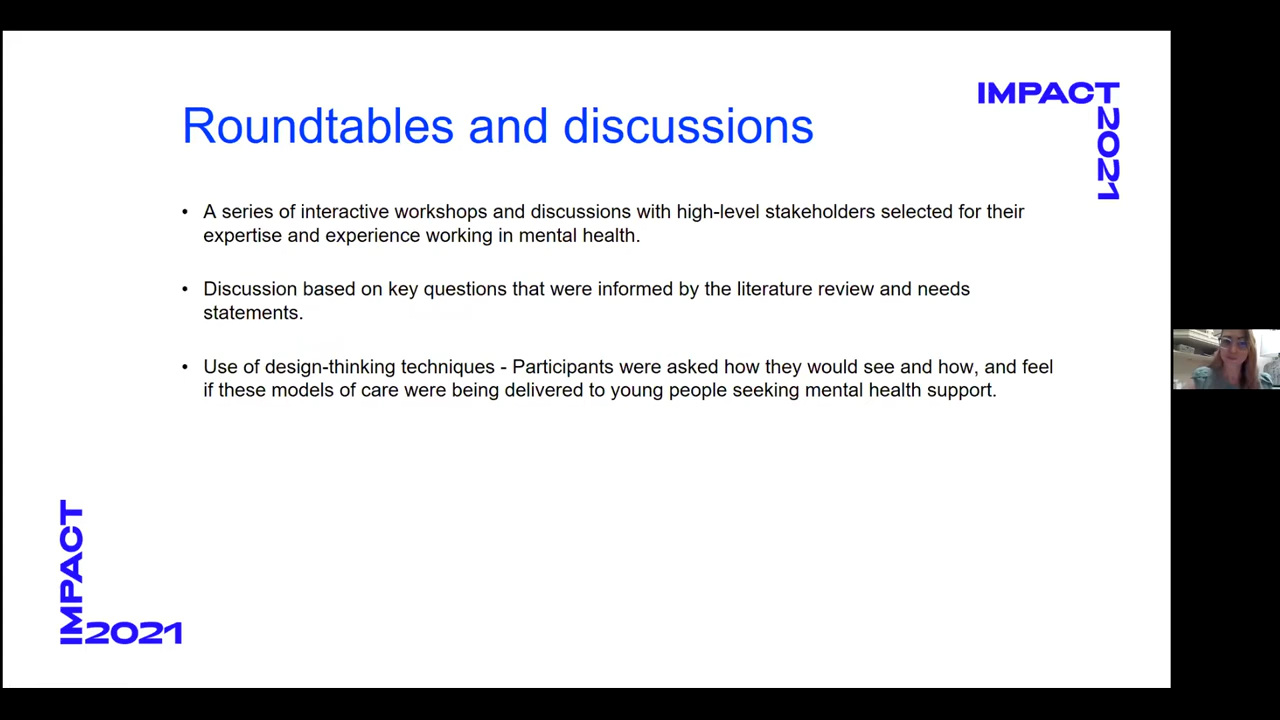 IMPACT
2021
Roundtables and discussions
• A series of interactive workshops and discussions with high-level stakeholders selected for their
expertise and experience working in mental health.
• Discussion based on key questions that were informed by the literature review and needs
statements.
• Use of design-thinking techniques - Participants were asked how they would see and how, and feel
if these models of care were being delivered to young people seeking mental health support.
IMPACT
2021